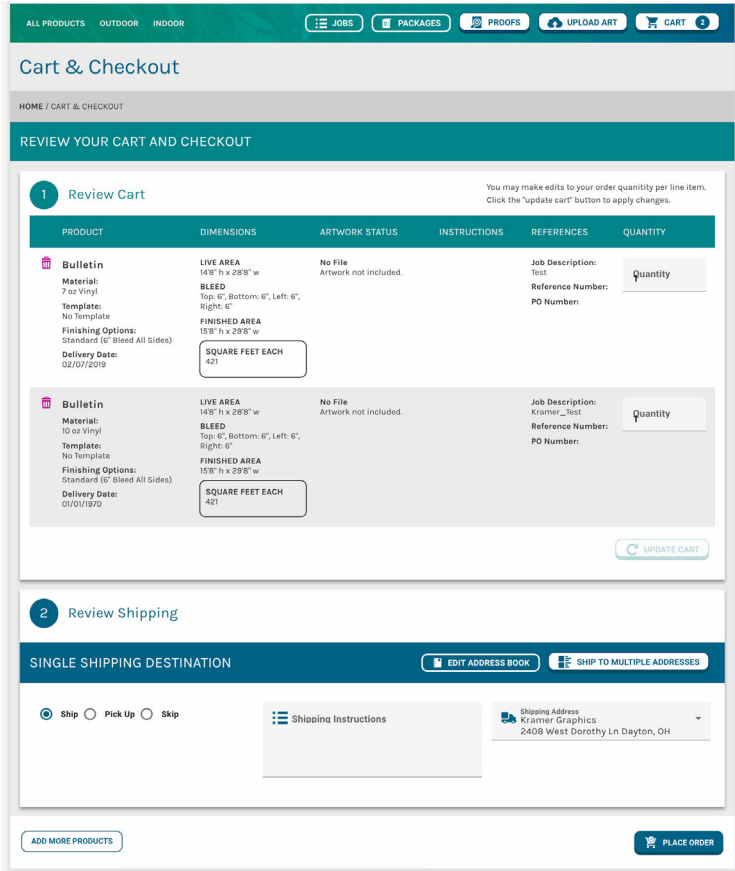 ALL PRODUCTS OUTDOOR INDOOR JOBS PACKAGES PROOFS UPLOAD ART CART 2
Cart & Checkout
HOME / CART & CHECKOUT
REVIEW YOUR CART AND CHECKOUT
1 Review Cart
You may make edits to your order quanitity per line item.
Click the "update cart" button to apply changes.
PRODUCT DIMENSIONS ARTWORK STATUS INSTRUCTIONS REFERENCES QUANTITY
Bulletin
Material:
7 oz Vinyl
Template:
No Template
Finishing Options:
Standard (6" Bleed All Sides)
Delivery Date:
02/07/2019
LIVE AREA
14'8" h x 28'8" w
BLEED
Top: 6", Bottom: 6", Left: 6",
Right: 6"
FINISHED AREA
15'8" h x 29'8" w
SQUARE FEET EACH
421
No File
Artwork not included.
Job Description:
Test
Reference Number:
PO Number:
Quantity
Bulletin
Material:
10 oz Vinyl
Template:
No Template
Finishing Options:
Standard (6" Bleed All Sides)
Delivery Date:
01/01/1970
LIVE AREA
14'8" h x 28'8" w
BLEED
Top: 6", Bottom: 6", Left: 6",
Right: 6"
FINISHED AREA
15'8" h x 29'8" w
SQUARE FEET EACH
421
No File
Artwork not included.
Job Description:
Kramer_Test
Reference Number:
PO Number:
Quantity
UPDATE CART
2 Review Shipping
SINGLE SHIPPING DESTINATION EDIT ADDRESS BOOK SHIP TO MULTIPLE ADDRESSES
Ship Pick Up Skip
Shipping Instructions
Shipping Address
Kramer Graphics
2408 West Dorothy Ln Dayton, OH
ADD MORE PRODUCTS PLACE ORDER